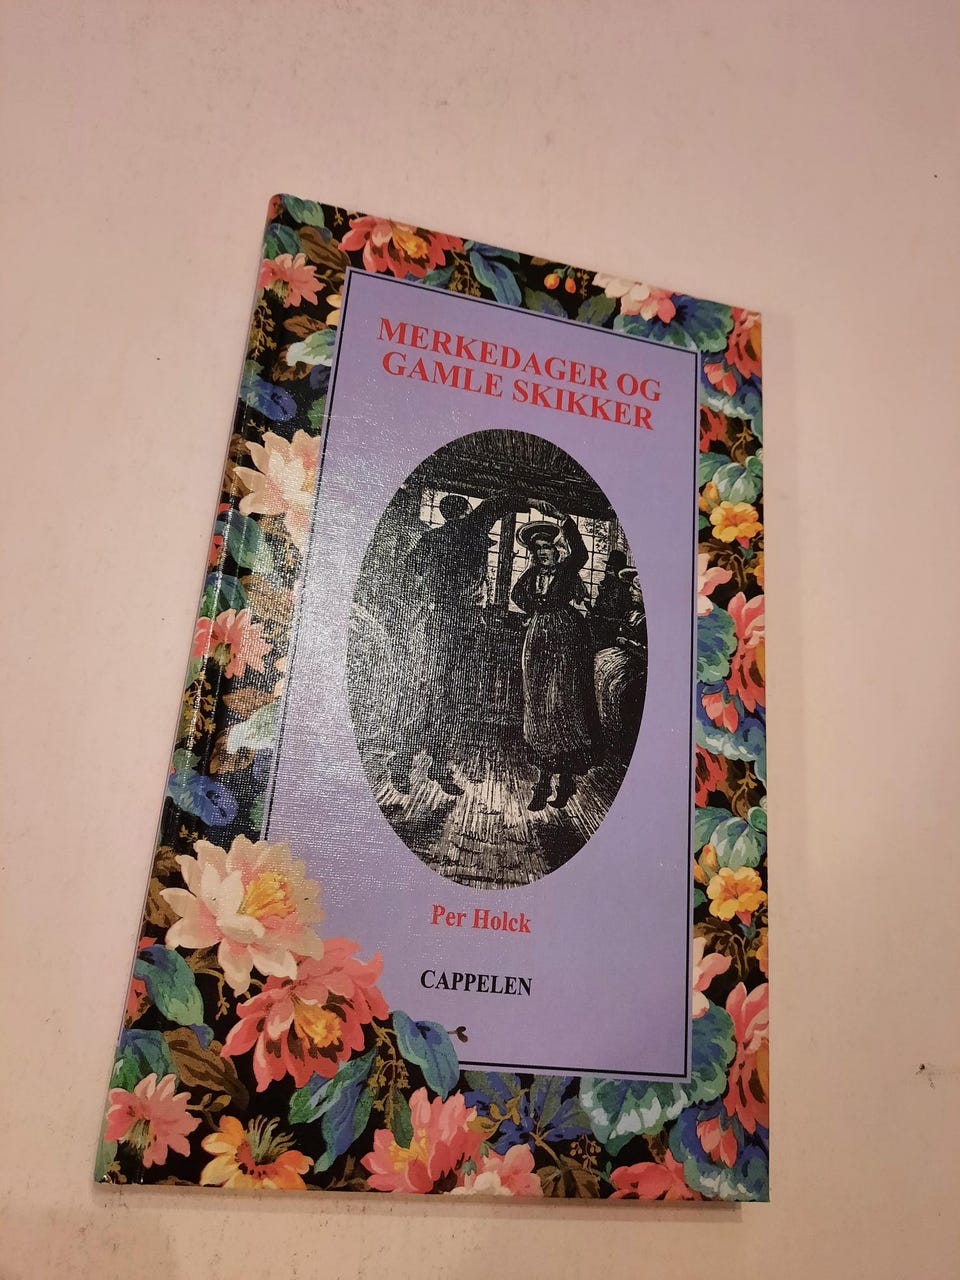 MERKEDAGER OG
GAMLE SKIKKER
Per Holck
CAPPELEN